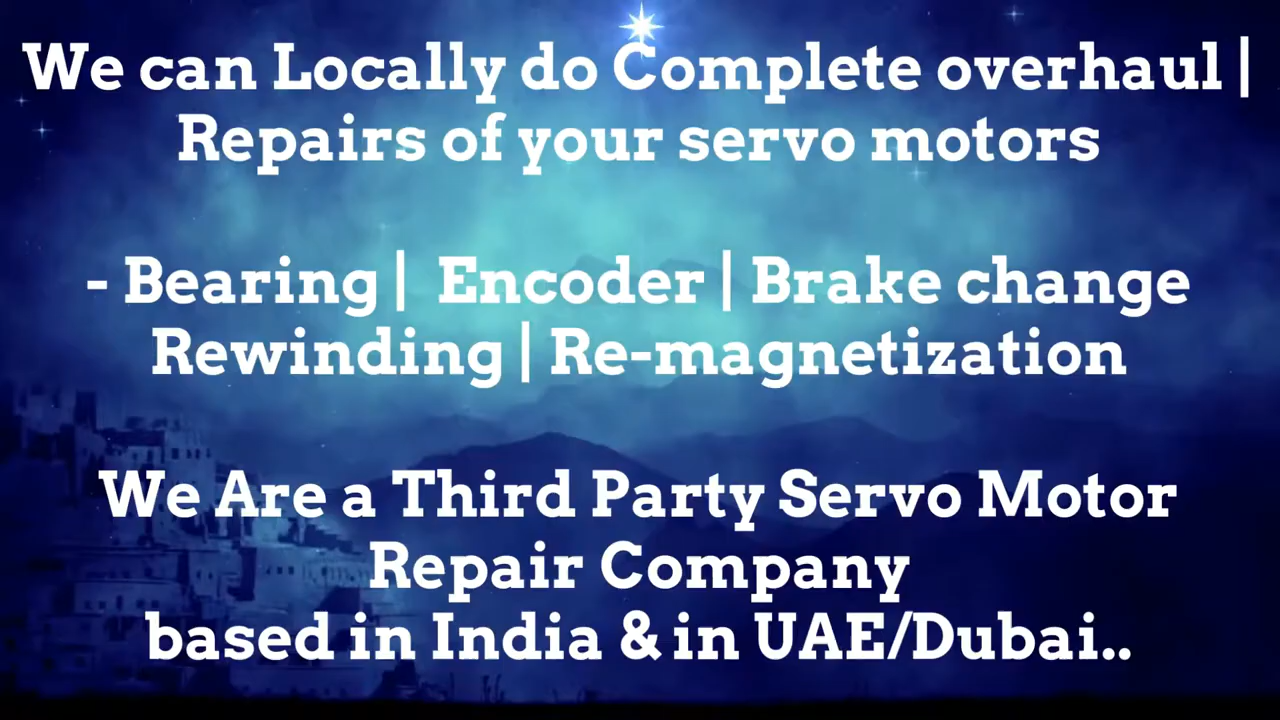 We can Locally do Complete overhaul |
Repairs of your servo motors
- Bearing | Encoder | Brake change
Rewinding | Re-magnetization
We Are a Third Party Servo Motor
Repair Company
based in India & in UAE/Dubai..